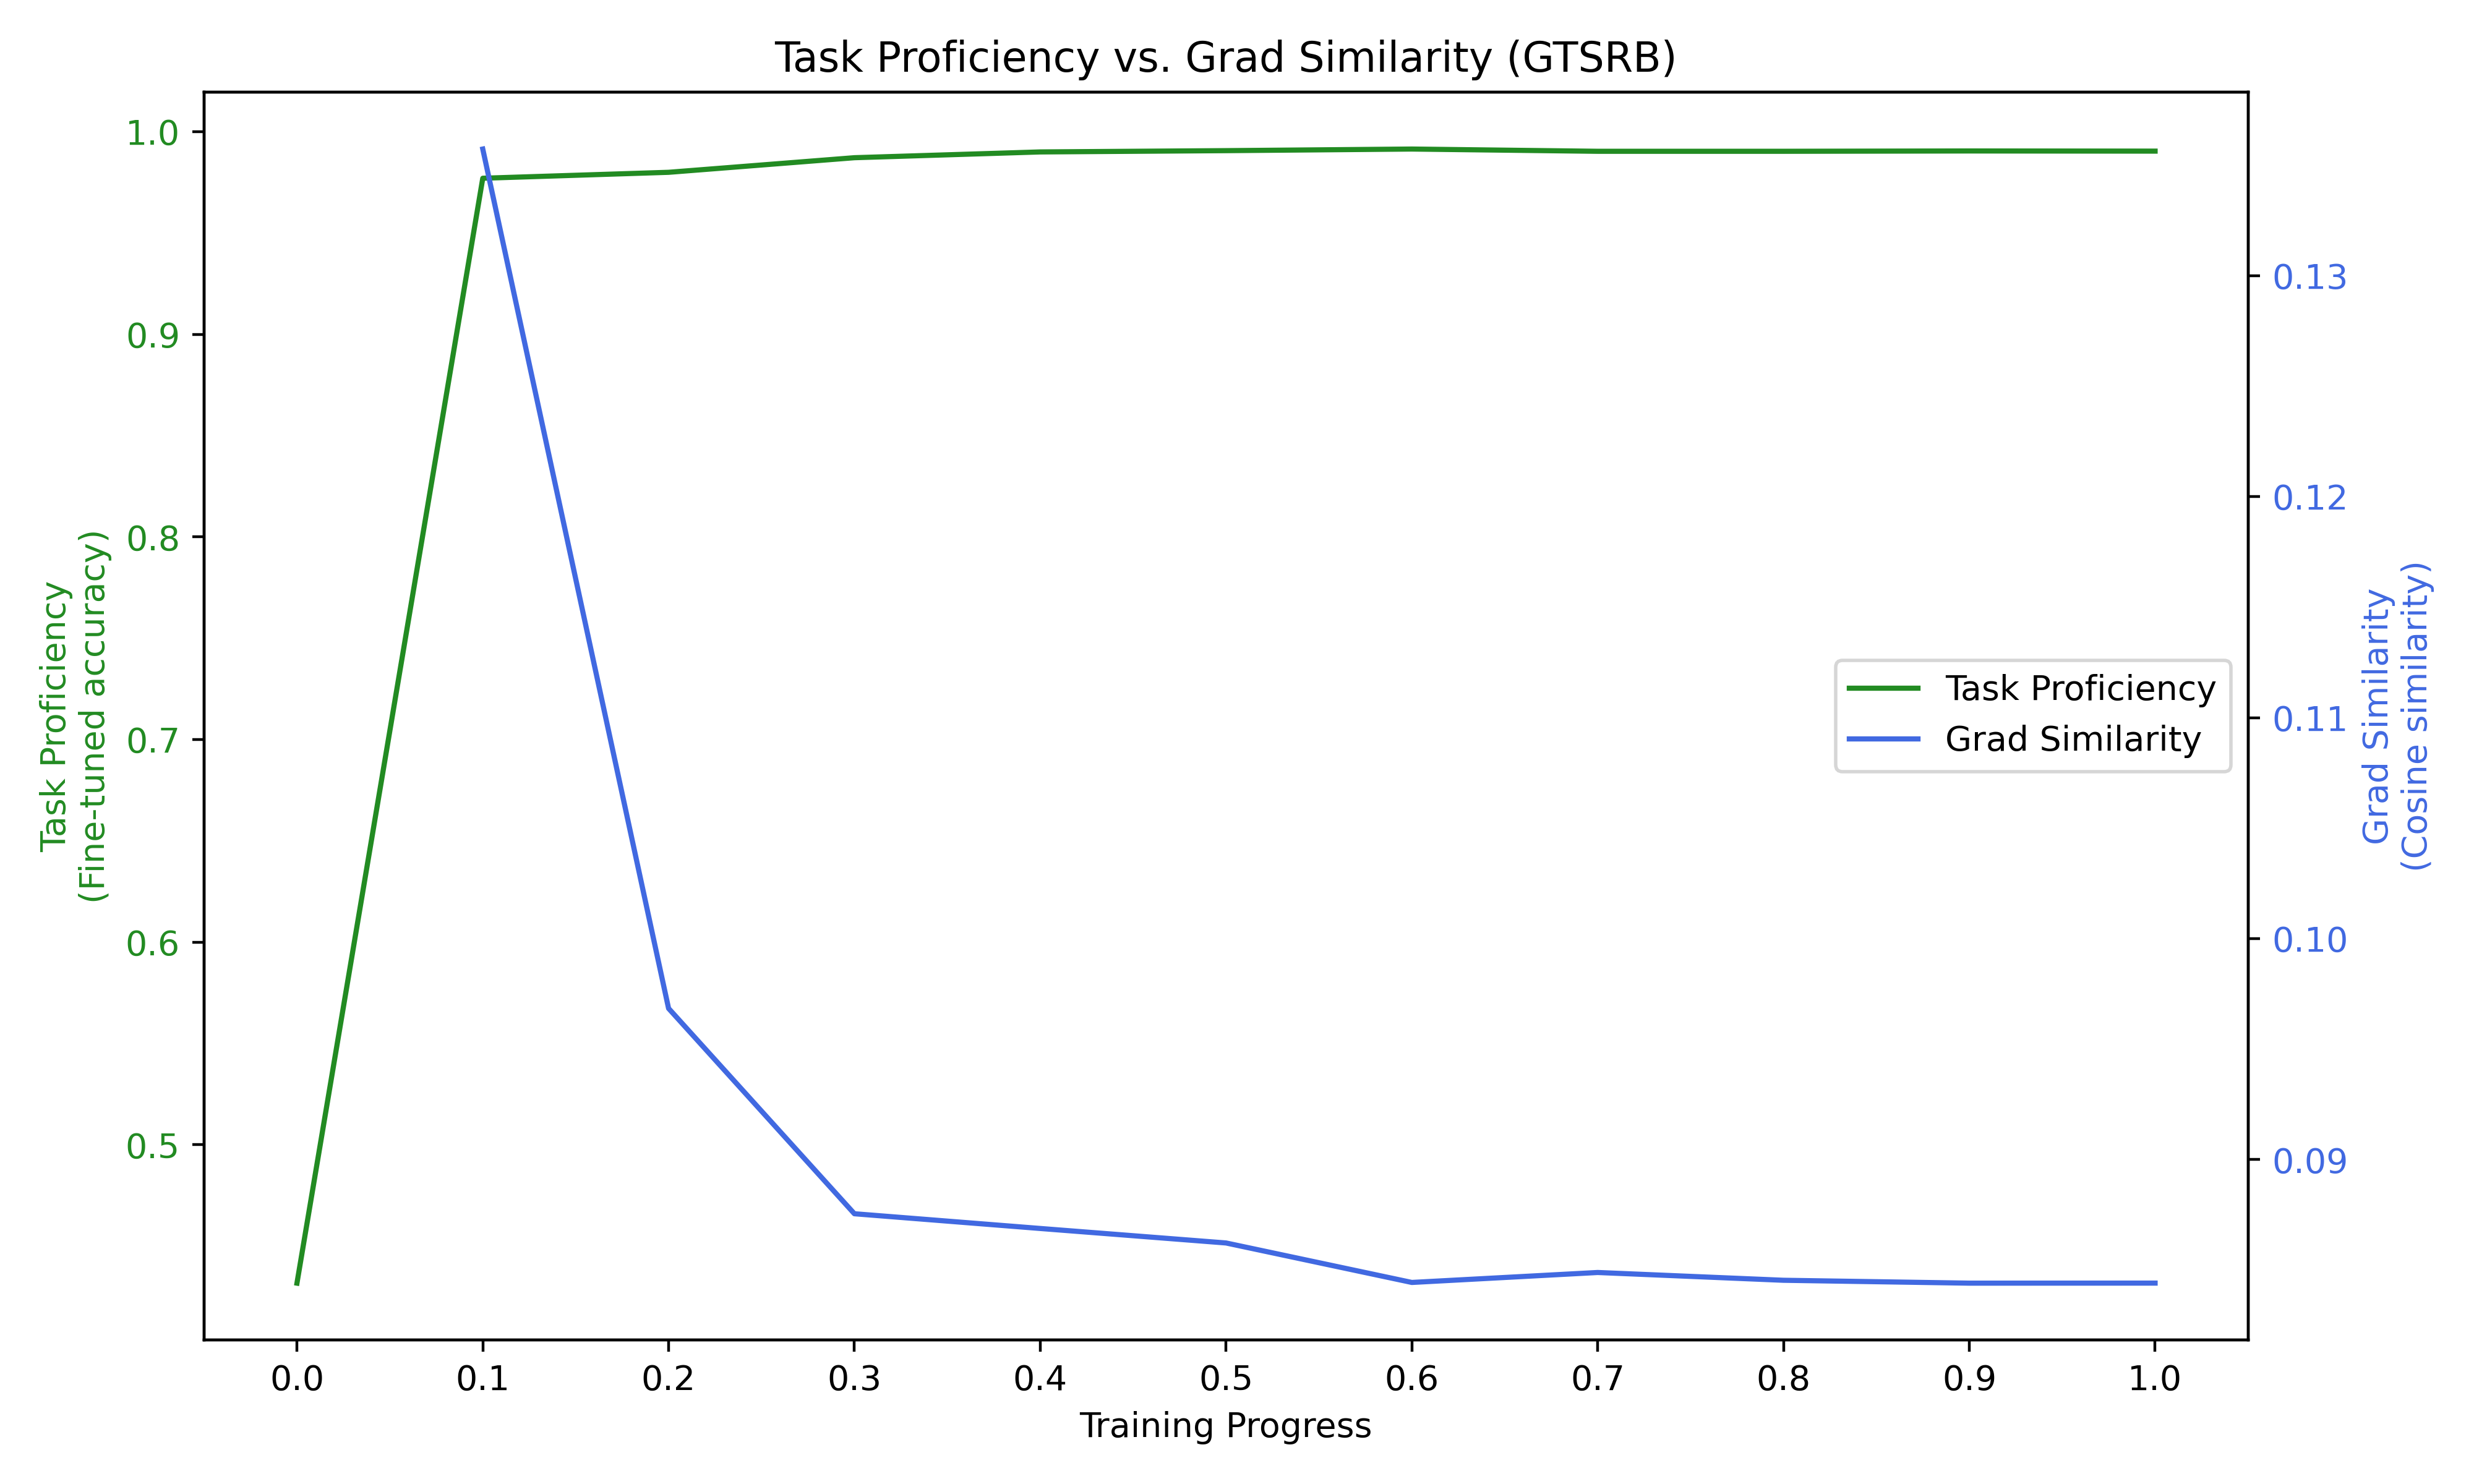 Task Proficiency vs. Grad Similarity (GTSRB)
1.0
0.9
0.8
0.7
0.6
0.5
Task Proficiency
(Fine-tuned accuracy)
0.13
0.12
0.11
0.10
0.09
Grad Similarity
(Cosine similarity)
Task Proficiency
Grad Similarity
0.0 0.1 0.2 0.3 0.4 0.5 0.6 0.7 0.8 0.9 1.0
Training Progress